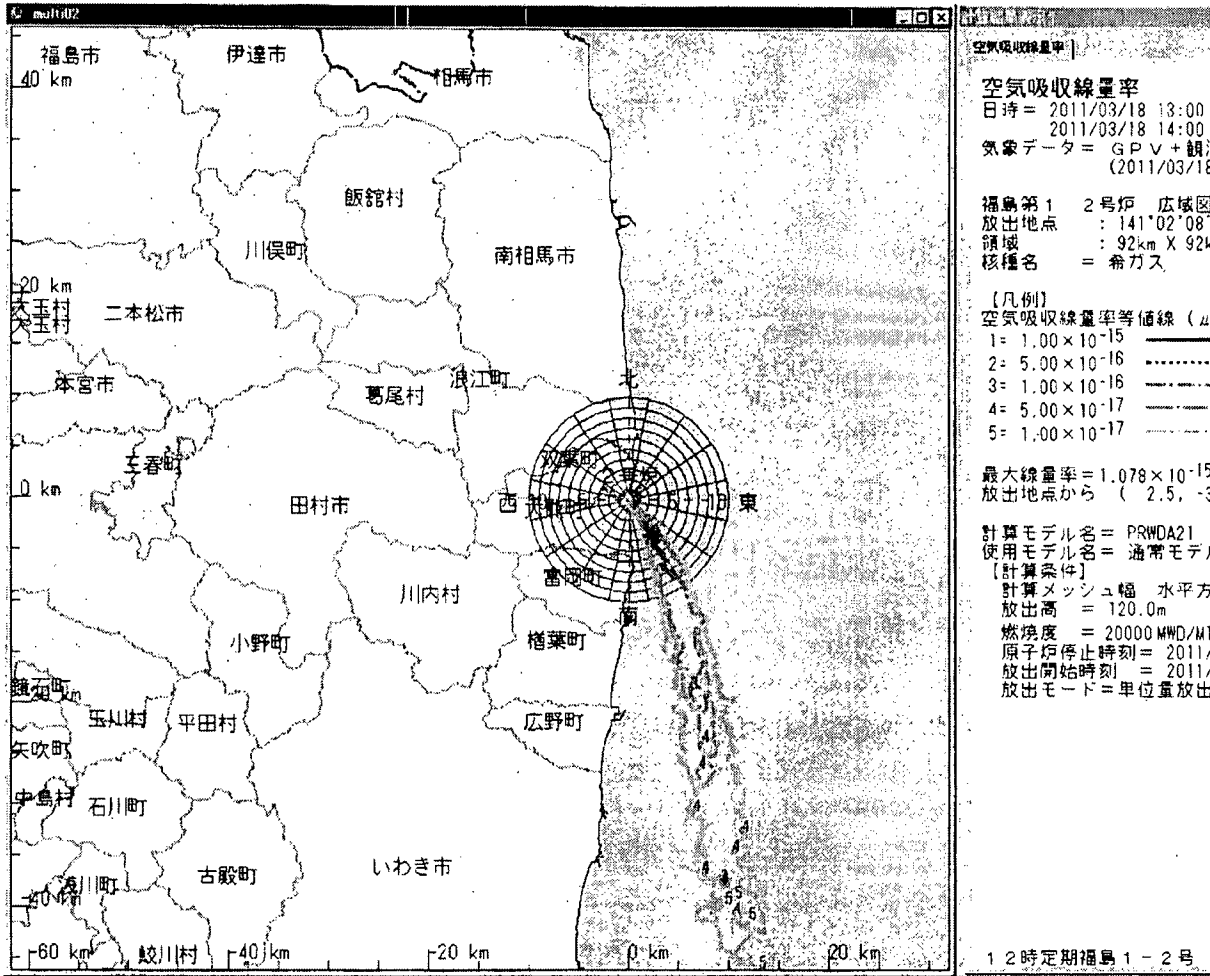 multi02
福島市
伊達市
相馬市
40 km
飯舘村
川俣町
南相馬市
20 km
大玉村
二本松市
本宮市
葛尾村
浪江町
北
三春町
双葉町
0 km
田村市
西
5
10
東
富岡町
川内村
南
小野町
楢葉町
鏡石町
玉川村
平田村
広野町
矢吹町
中島村
石川町
浅川町
古殿町
いわき市
-40 km
鮫川村
-60 km
-40 km
-20 km
0 km
20 km
空気吸収線量率
空気吸収線量率
日時= 2011/03/18 13:00
2011/03/18 14:00
気象データ= GPV+観
(2011/03/18
福島第1 2号炉 広域図
放出地点 : 141°02'08"
領域 : 92km X 92k
核種名 = 希ガス
【凡例】
空気吸収線量率等値線 (μ
1= 1.00×10-15
2= 5.00×10-16
3= 1.00×10-16
4= 5.00×10-17
5= 1.00×10-17
最大線量率=1.078×10-15
放出地点から ( 2.5, -3
計算モデル名= PRWDA21
使用モデル名= 通常モデル
【計算条件】
計算メッシュ幅 水平方
放出高 = 120.0m
燃焼度 = 20000MWD/MT
原子炉停止時刻= 2011/
放出開始時刻 = 2011/
放出モード=単位量放出
12時定期福島1-2号